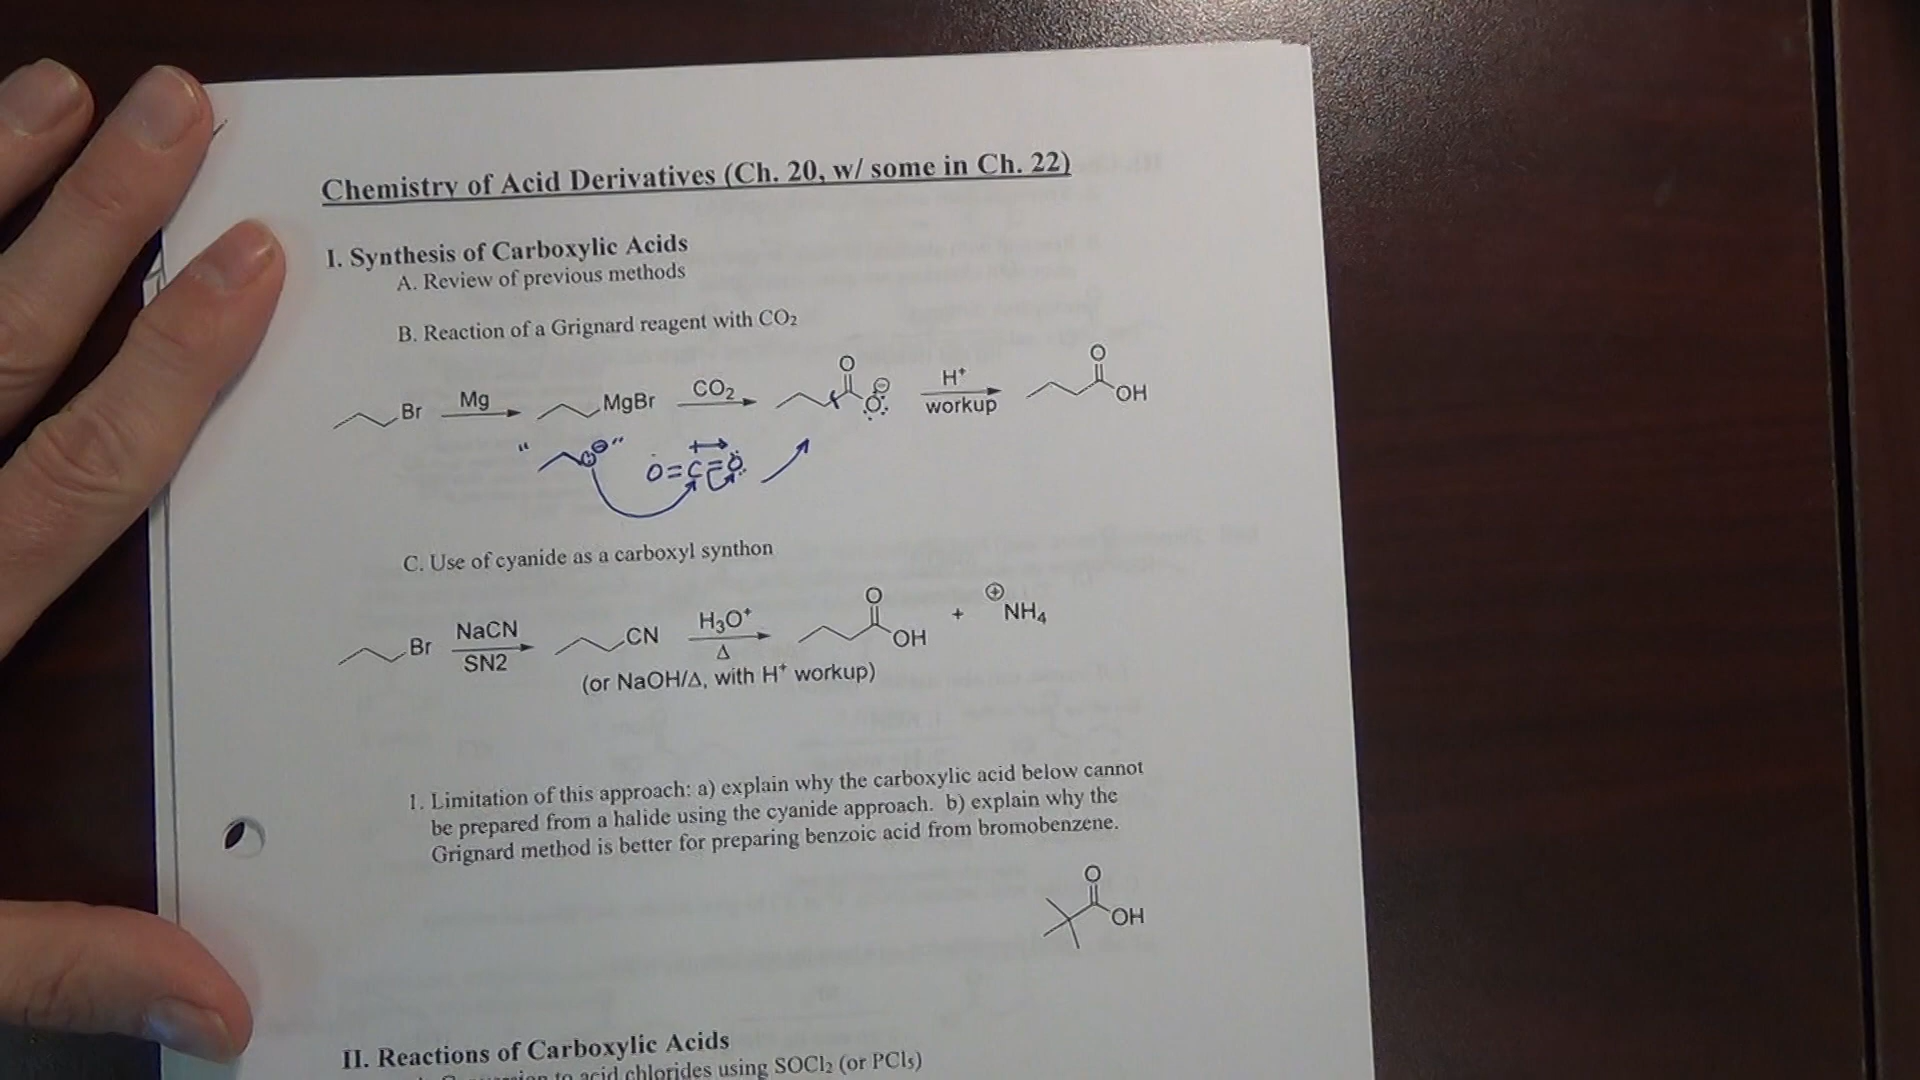 Chemistry of Acid Derivatives (Ch. 20, w/ some in Ch. 22)
I. Synthesis of Carboxylic Acids
A. Review of previous methods
B. Reaction of a Grignard reagent with CO₂
Br Mg MgBr CO₂ O O ⊖ H⁺ workup O OH
" C ⊖ " O=C=O
C. Use of cyanide as a carboxyl synthon
Br NaCN SN2 CN H₃O⁺ Δ O OH + ⊕ NH₄
(or NaOH/Δ, with H⁺ workup)
1. Limitation of this approach: a) explain why the carboxylic acid below cannot
be prepared from a halide using the cyanide approach. b) explain why the
Grignard method is better for preparing benzoic acid from bromobenzene.
O
OH
II. Reactions of Carboxylic Acids
to acid chlorides using SOCl₂ (or PCl₅)